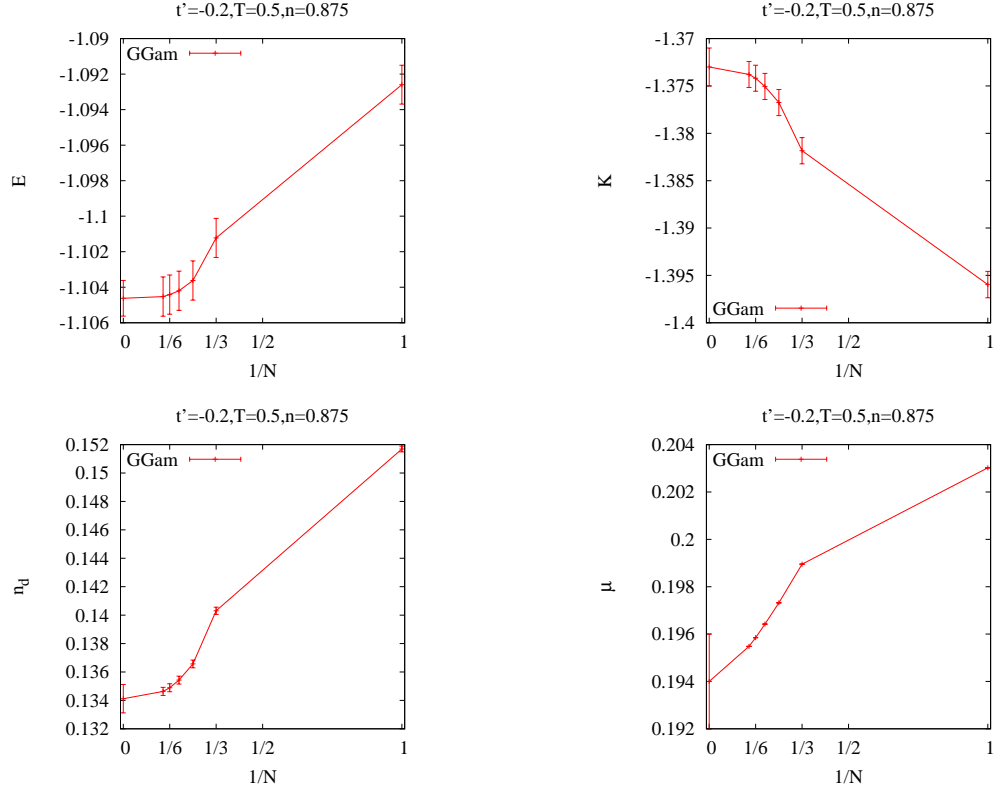 t'=-0.2,T=0.5,n=0.875
-1.09
GGam
-1.092
-1.094
-1.096
-1.098
E
-1.1
-1.102
-1.104
-1.106
0 1/6 1/3 1/2 1
1/N
t'=-0.2,T=0.5,n=0.875
-1.37
-1.375
-1.38
K
-1.385
-1.39
-1.395
GGam
-1.4
0 1/6 1/3 1/2 1
1/N
t'=-0.2,T=0.5,n=0.875
0.152
GGam
0.15
0.148
0.146
0.144
n_d
0.142
0.14
0.138
0.136
0.134
0.132
0 1/6 1/3 1/2 1
1/N
t'=-0.2,T=0.5,n=0.875
0.204
GGam
0.202
0.2
μ
0.198
0.196
0.194
0.192
0 1/6 1/3 1/2 1
1/N